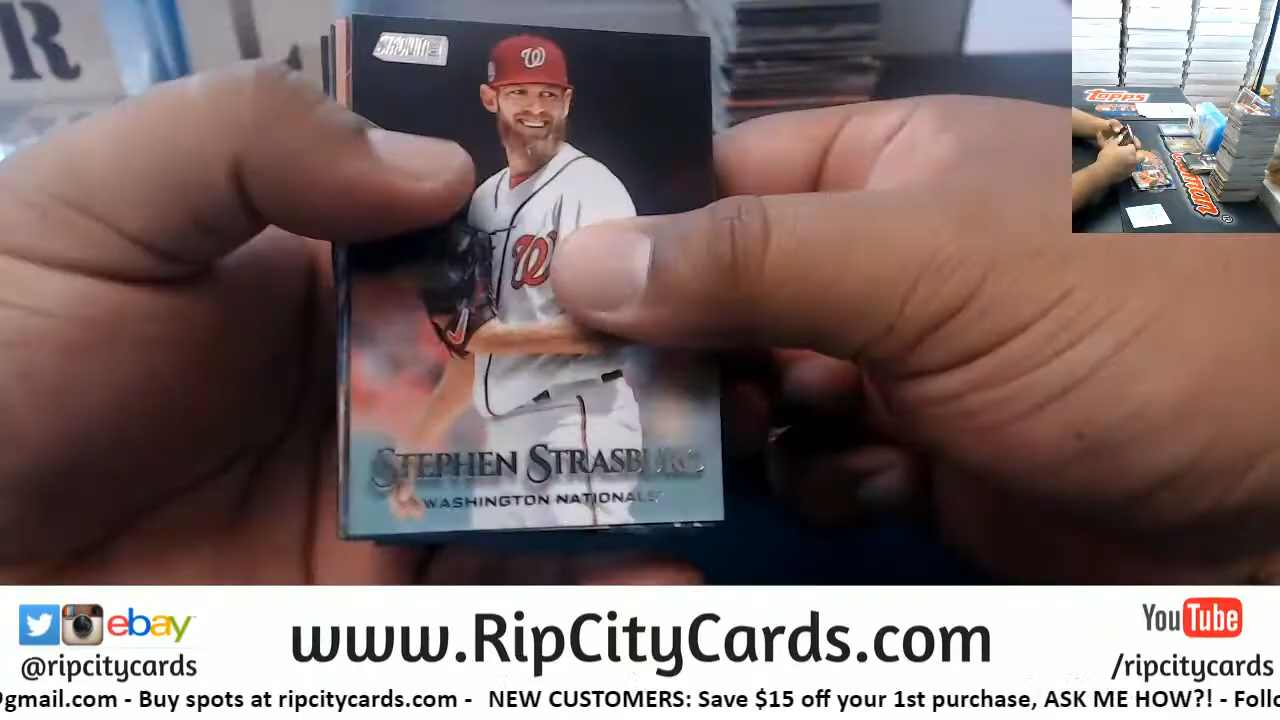 STADIUM
W
W
STEPHEN STRASBURG
WASHINGTON NATIONALS
R
topps
bowman
®
ebay
@ripcitycards
www.RipCityCards.com
YouTube
/ripcitycards
@gmail.com - Buy spots at ripcitycards.com - NEW CUSTOMERS: Save $15 off your 1st purchase, ASK ME HOW?! - Follo